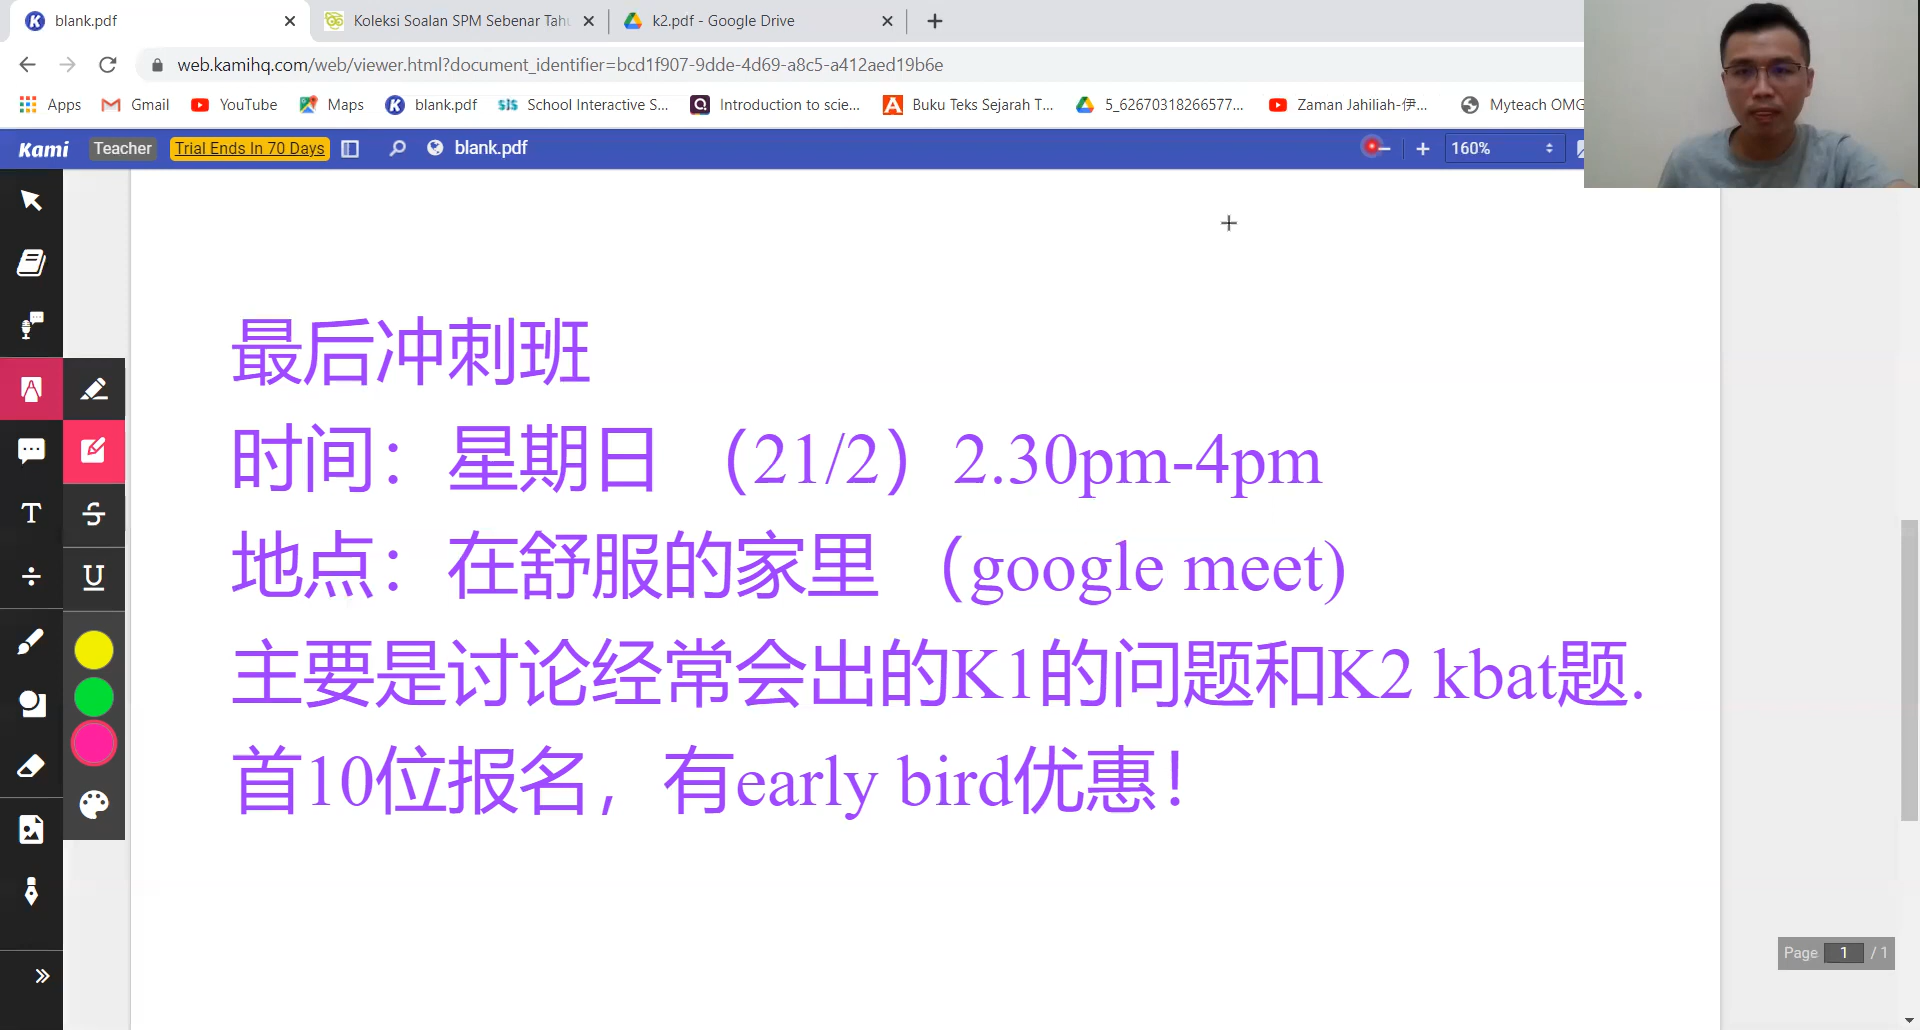 blank.pdf
Koleksi Soalan SPM Sebenar Tah
k2.pdf - Google Drive
web.kamihq.com/web/viewer.html?document_identifier=bcd1f907-9dde-4d69-a8c5-a412aed19b6e
Apps Gmail YouTube Maps blank.pdf School Interactive S... Introduction to scie... Buku Teks Sejarah T... 5_62670318266577... Zaman Jahiliah-伊... Myteach OMG
Kami Teacher Trial Ends In 70 Days blank.pdf 160%
最后冲刺班
时间：星期日 （21/2）2.30pm-4pm
地点：在舒服的家里 （google meet)
主要是讨论经常会出的K1的问题和K2 kbat题.
首10位报名，有early bird优惠！
Page 1 / 1